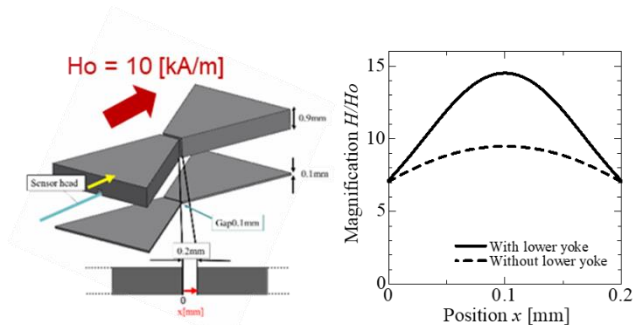 Ho = 10 [kA/m]
0.9mm
Sensor head
0.1mm
Gap0.1mm
0.2mm
0
x[mm]
Magnification H/Ho
15
10
5
0
With lower yoke
Without lower yoke
0
0.1
0.2
Position x [mm]